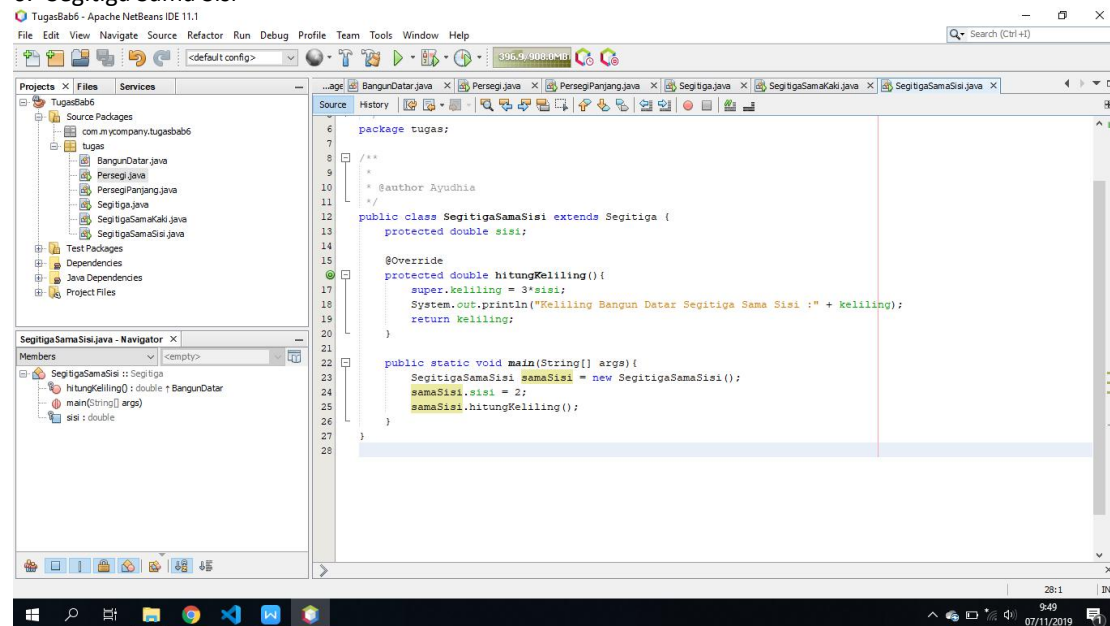 TugasBab6 - Apache NetBeans IDE 11.1
File Edit View Navigate Source Refactor Run Debug Profile Team Tools Window Help
Search (Ctrl+I)
<default config>
396.9/908.0MB
Projects Files Services
...age BangunDatar.java Persegi.java PersegiPanjang.java Segitiga.java SegitigaSamaKaki.java SegitigaSamaSisi.java
Source History
TugasBab6
Source Packages
com.mycompany.tugasbab6
tugas
BangunDatar.java
Persegi.java
PersegiPanjang.java
Segitiga.java
SegitigaSamaKaki.java
SegitigaSamaSisi.java
Test Packages
Dependencies
Java Dependencies
Project Files
SegitigaSamaSisi.java - Navigator
Members <empty>
SegitigaSamaSisi :: Segitiga
hitungKeliling() : double ↑ BangunDatar
main(String[] args)
sisi : double
6 package tugas;
7
8 /**
9 *
10 * @author Ayudhia
11 */
12 public class SegitigaSamaSisi extends Segitiga {
13 protected double sisi;
14
15 @Override
protected double hitungKeliling(){
17 super.keliling = 3*sisi;
18 System.out.println("Keliling Bangun Datar Segitiga Sama Sisi :" + keliling);
19 return keliling;
20 }
21
22 public static void main(String[] args){
23 SegitigaSamaSisi samaSisi = new SegitigaSamaSisi();
24 samaSisi.sisi = 2;
25 samaSisi.hitungKeliling();
26 }
27 }
28
28:1 IN
9:49
07/11/2019